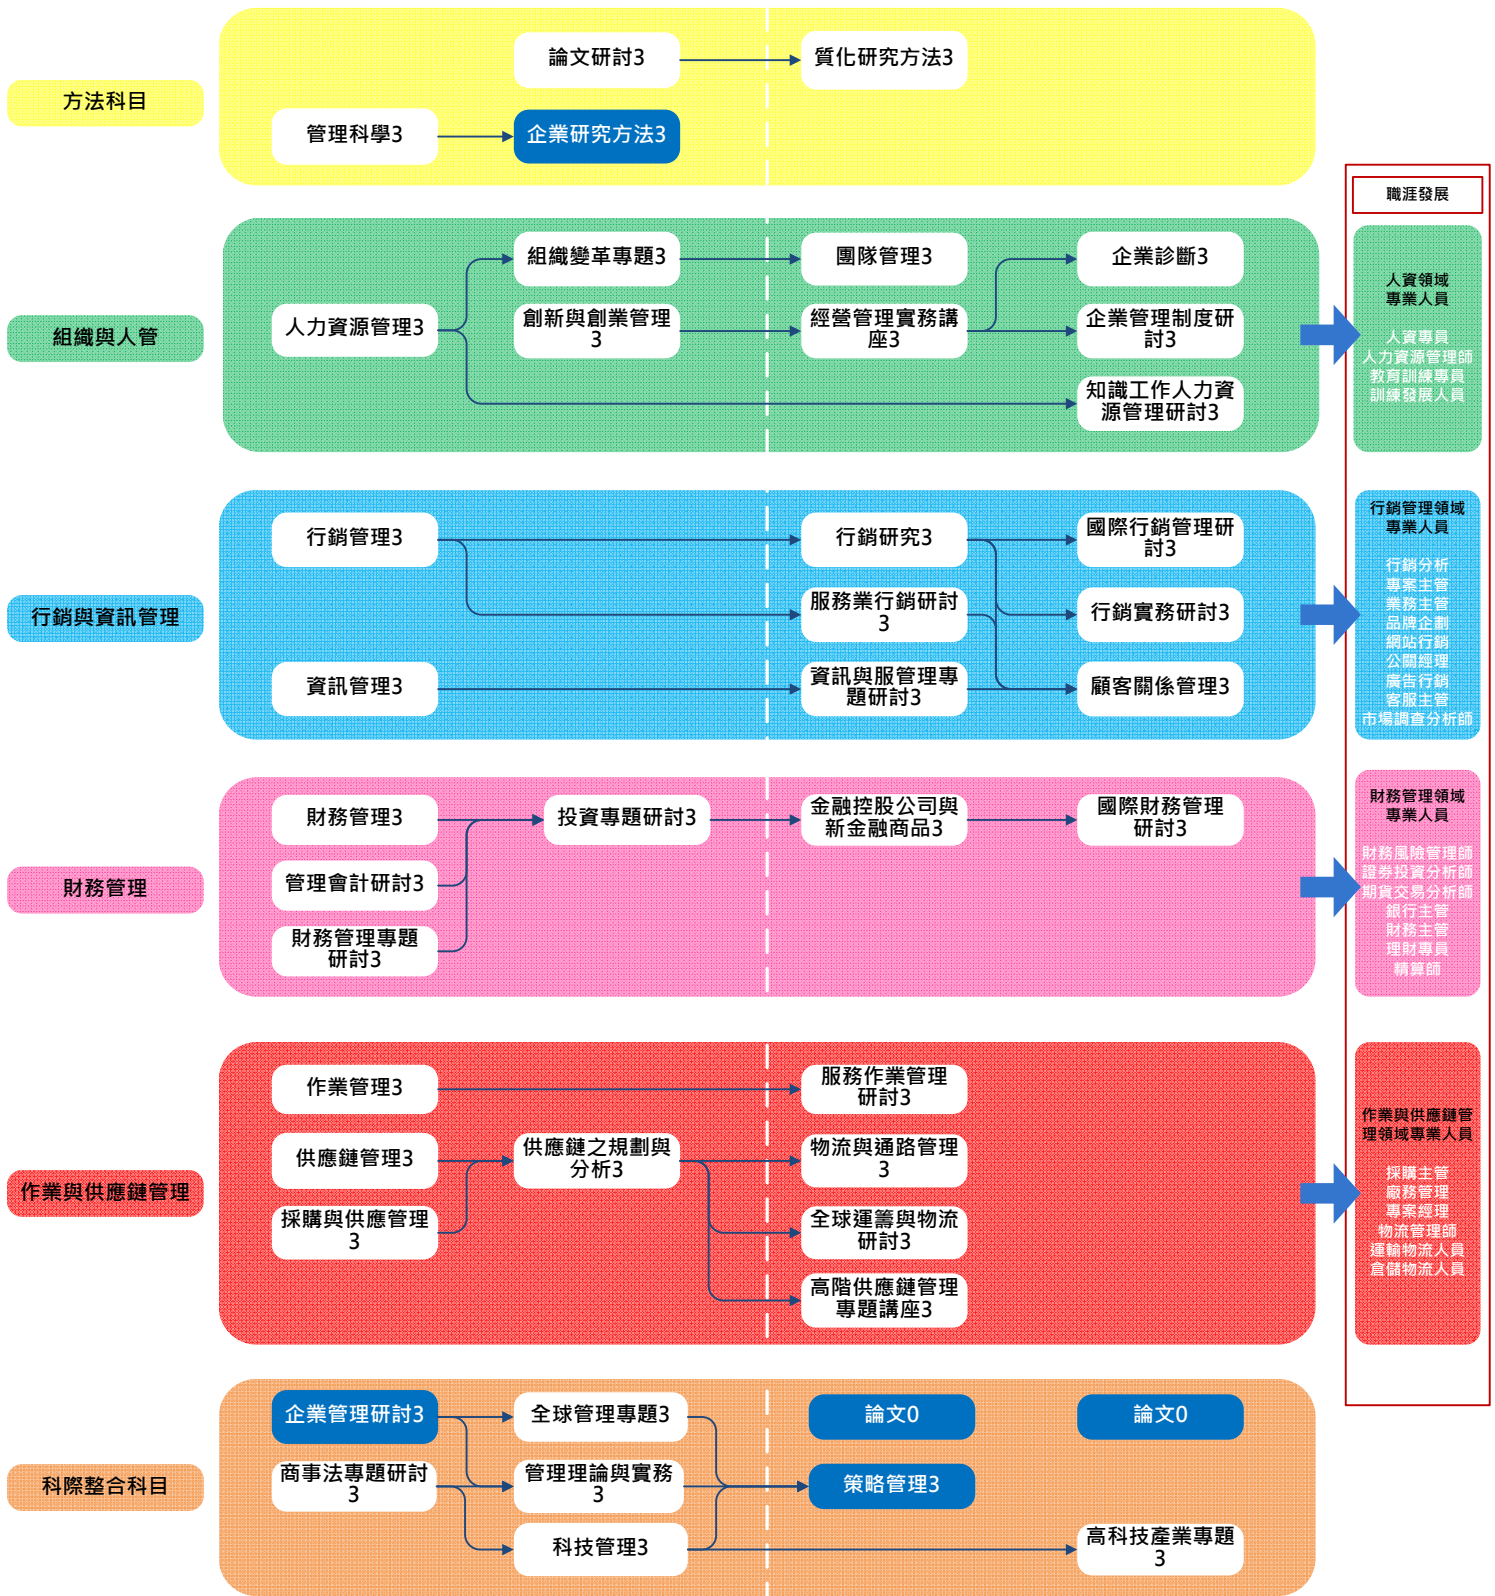 方法科目
論文研討3
質化研究方法3
管理科學3
企業研究方法3
職涯發展
組織與人管
人力資源管理3
組織變革專題3
創新與創業管理
3
團隊管理3
經營管理實務講
座3
企業診斷3
企業管理制度研
討3
知識工作人力資
源管理研討3
人資領域
專業人員
人資專員
人力資源管理師
教育訓練專員
訓練發展人員
行銷與資訊管理
行銷管理3
資訊管理3
行銷研究3
服務業行銷研討
3
資訊與服管理專
題研討3
國際行銷管理研
討3
行銷實務研討3
顧客關係管理3
行銷管理領域
專業人員
行銷分析
專案主管
業務主管
品牌企劃
網站行銷
公關經理
廣告行銷
客服主管
市場調查分析師
財務管理
財務管理3
管理會計研討3
財務管理專題
研討3
投資專題研討3
金融控股公司與
新金融商品3
國際財務管理
研討3
財務管理領域
專業人員
財務風險管理師
證券投資分析師
期貨交易分析師
銀行主管
財務主管
理財專員
精算師
作業與供應鏈管理
作業管理3
供應鏈管理3
採購與供應管理
3
供應鏈之規劃與
分析3
服務作業管理
研討3
物流與通路管理
3
全球運籌與物流
研討3
高階供應鏈管理
專題講座3
作業與供應鏈管
理領域專業人員
採購主管
廠務管理
專案經理
物流管理師
運輸物流人員
倉儲物流人員
科際整合科目
企業管理研討3
商事法專題研討
3
全球管理專題3
管理理論與實務
3
科技管理3
論文0
策略管理3
論文0
高科技產業專題
3